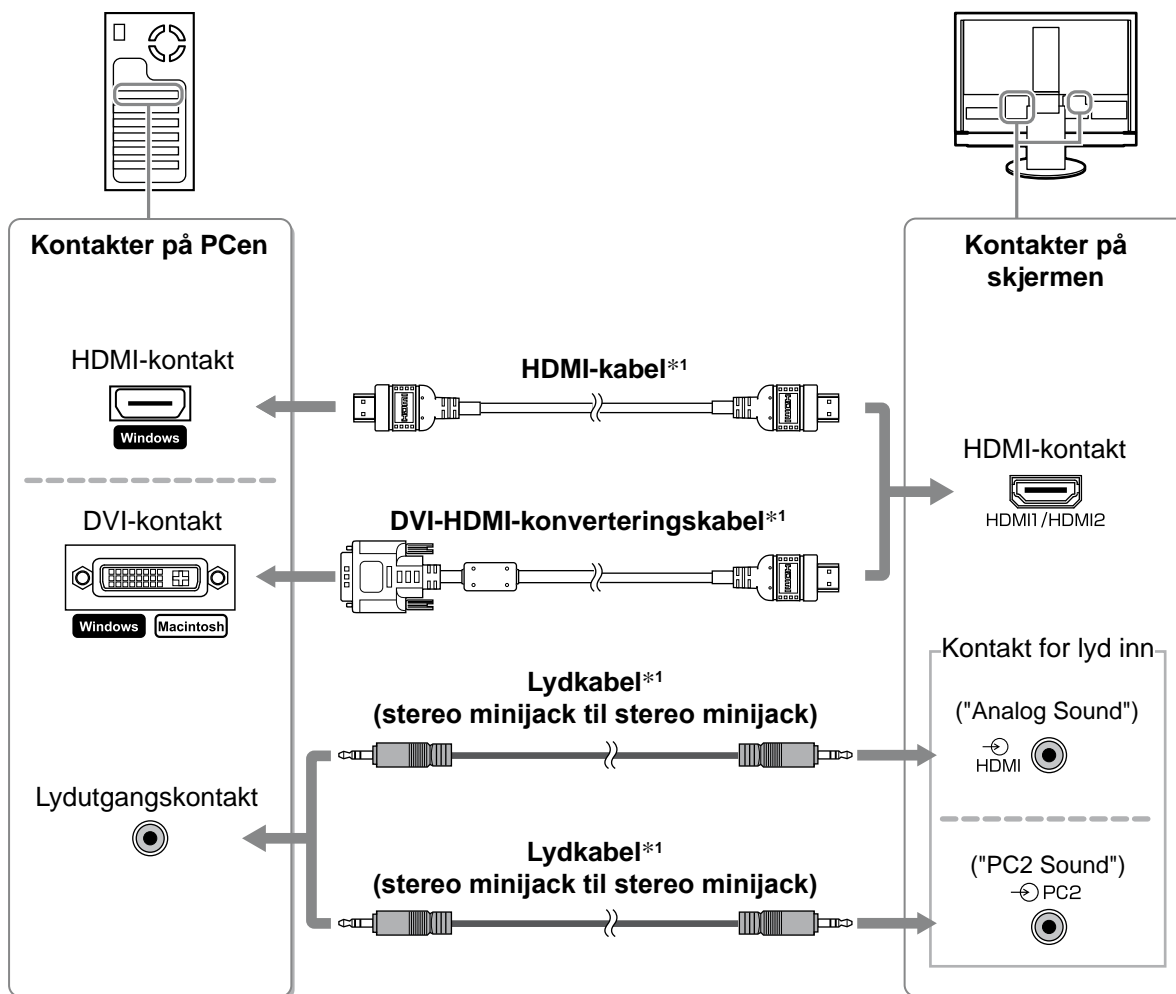 Kontakter på PCen
Kontakter på
skjermen
HDMI-kontakt
Windows
HDMI-kabel*1
HDMI-kontakt
HDMI1/HDMI2
DVI-kontakt
Windows Macintosh
DVI-HDMI-konverteringskabel*1
Kontakt for lyd inn
Lydkabel*1
(stereo minijack til stereo minijack)
("Analog Sound")
HDMI
Lydutgangskontakt
Lydkabel*1
(stereo minijack til stereo minijack)
("PC2 Sound")
PC2